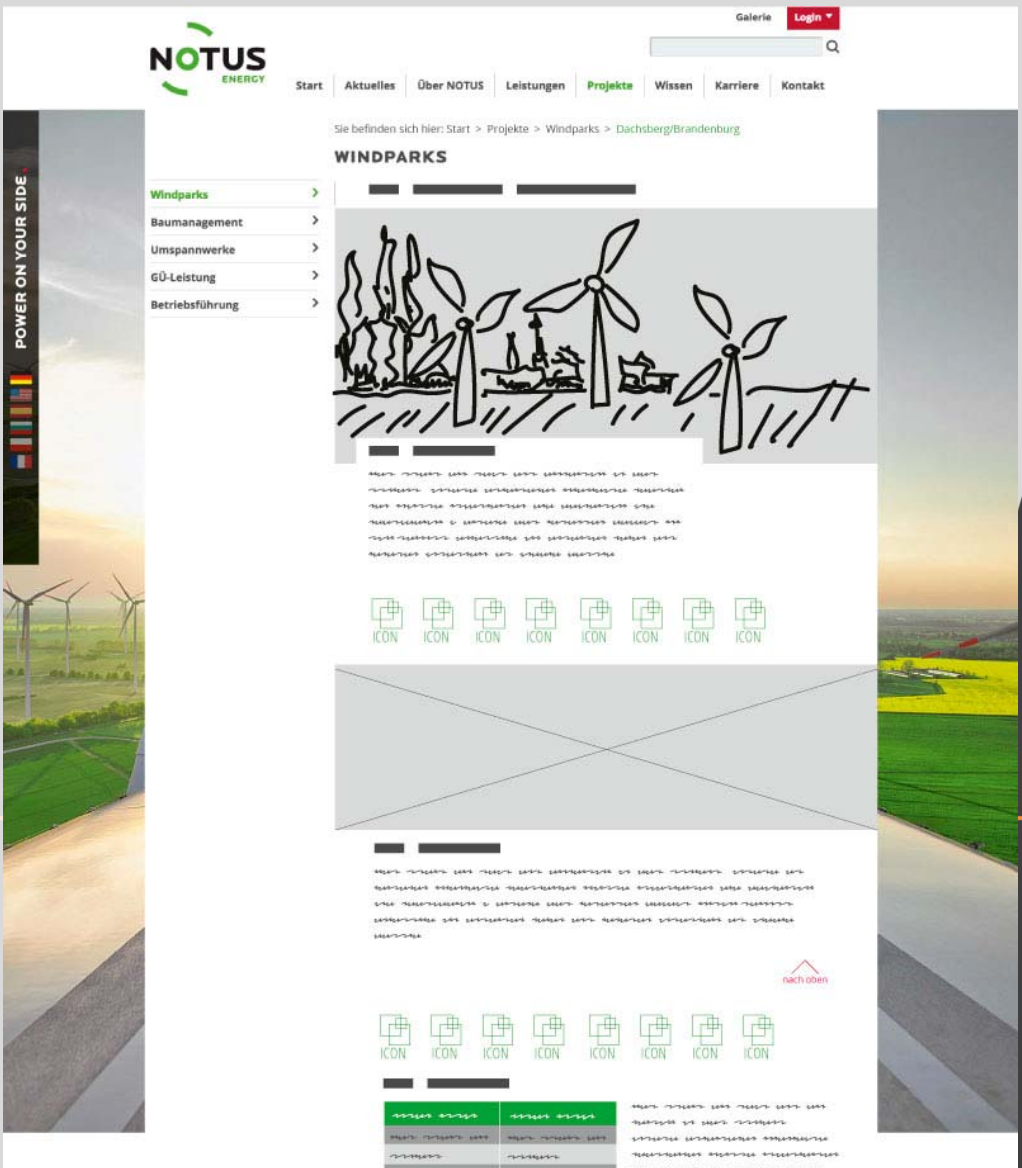 Galerie Login
NOTUS
ENERGY
Start Aktuelles Über NOTUS Leistungen Projekte Wissen Karriere Kontakt
Sie befinden sich hier: Start > Projekte > Windparks > Dachsberg/Brandenburg
WINDPARKS
POWER ON YOUR SIDE.
Windparks
Baumanagement
Umspannwerke
GÜ-Leistung
Betriebsführung
ICON ICON ICON ICON ICON ICON ICON ICON
nach oben
ICON ICON ICON ICON ICON ICON ICON ICON